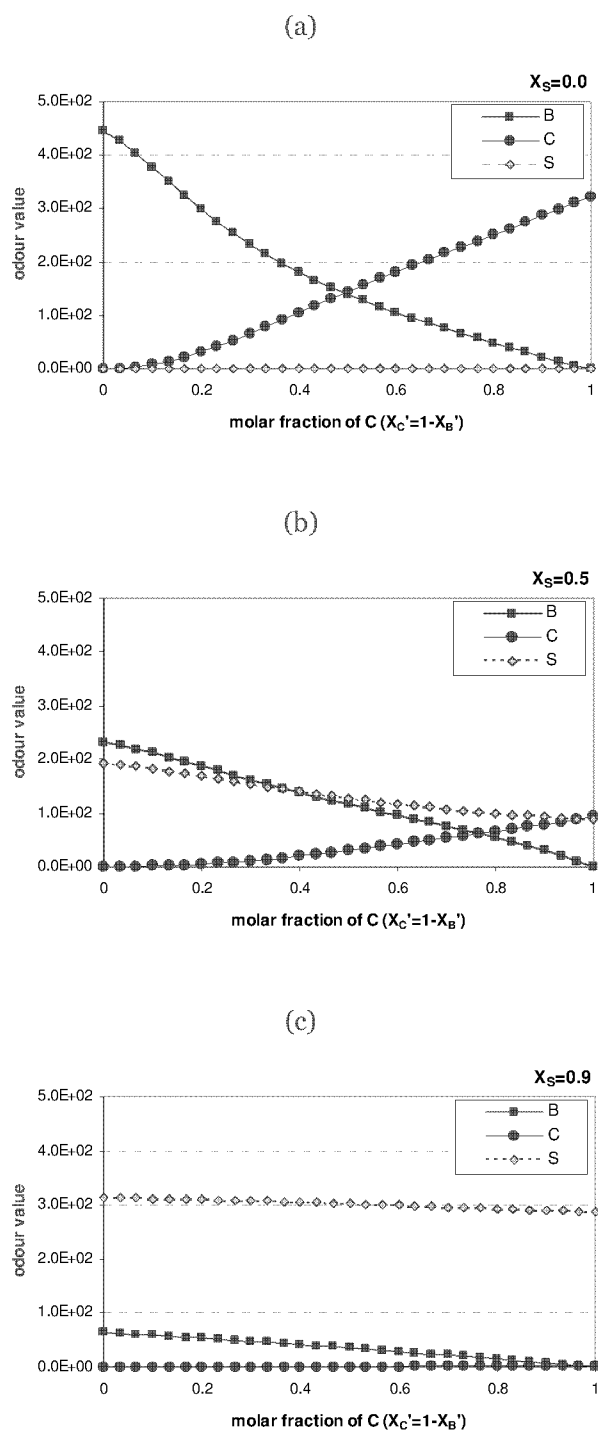 (a)
X_S=0.0
5.0E+02
4.0E+02
3.0E+02
2.0E+02
1.0E+02
0.0E+00
odour value
B
C
S
0 0.2 0.4 0.6 0.8 1
molar fraction of C (X_C'=1-X_B')
(b)
X_S=0.5
5.0E+02
4.0E+02
3.0E+02
2.0E+02
1.0E+02
0.0E+00
odour value
B
C
S
0 0.2 0.4 0.6 0.8 1
molar fraction of C (X_C'=1-X_B')
(c)
X_S=0.9
5.0E+02
4.0E+02
3.0E+02
2.0E+02
1.0E+02
0.0E+00
odour value
B
C
S
0 0.2 0.4 0.6 0.8 1
molar fraction of C (X_C'=1-X_B')